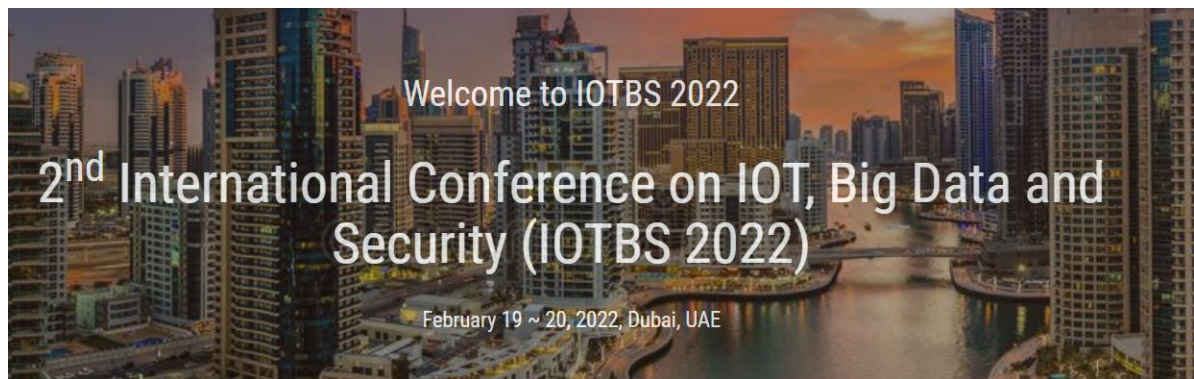 Welcome to IOTBS 2022
2nd International Conference on IOT, Big Data and
Security (IOTBS 2022)
February 19 ~ 20, 2022, Dubai, UAE